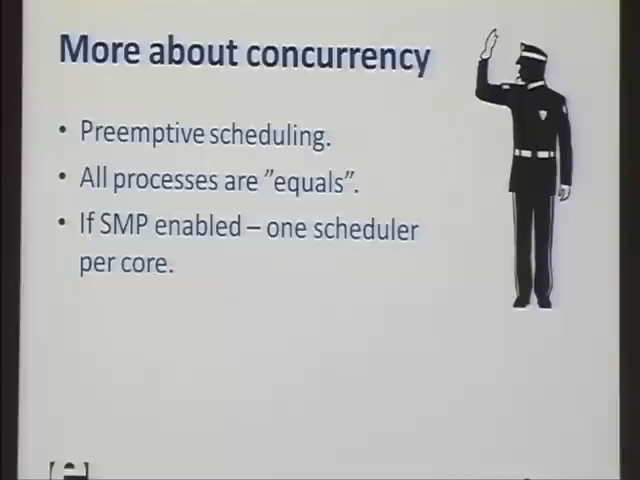 More about concurrency
• Preemptive scheduling.
• All processes are ”equals”.
• If SMP enabled – one scheduler
per core.
e